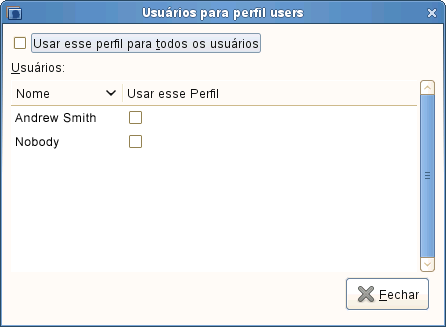 Usuários para perfil users
Usar esse perfil para todos os usuários
Usuários:
Nome Usar esse Perfil
Andrew Smith
Nobody
Fechar